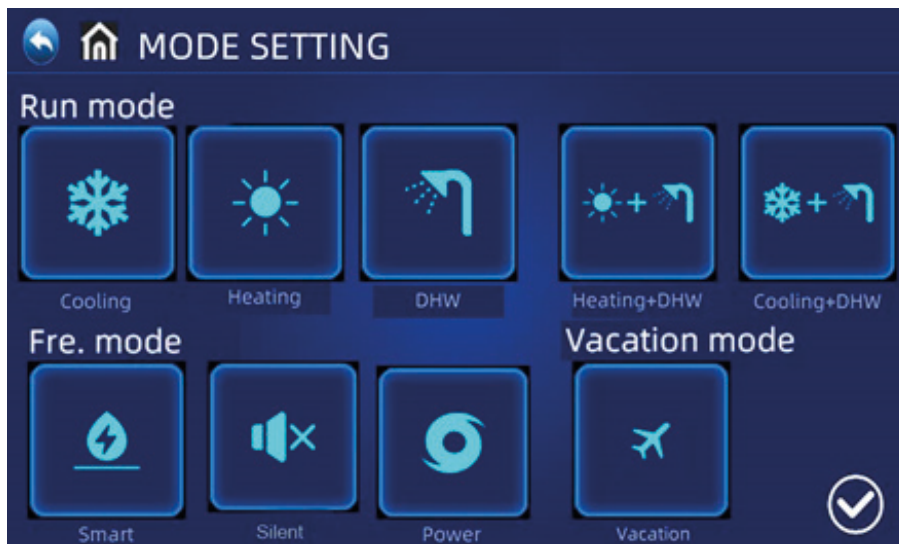 MODE SETTING
Run mode
Cooling
Heating
DHW
Heating+DHW
Cooling+DHW
Fre. mode
Vacation mode
Smart
Silent
Power
Vacation